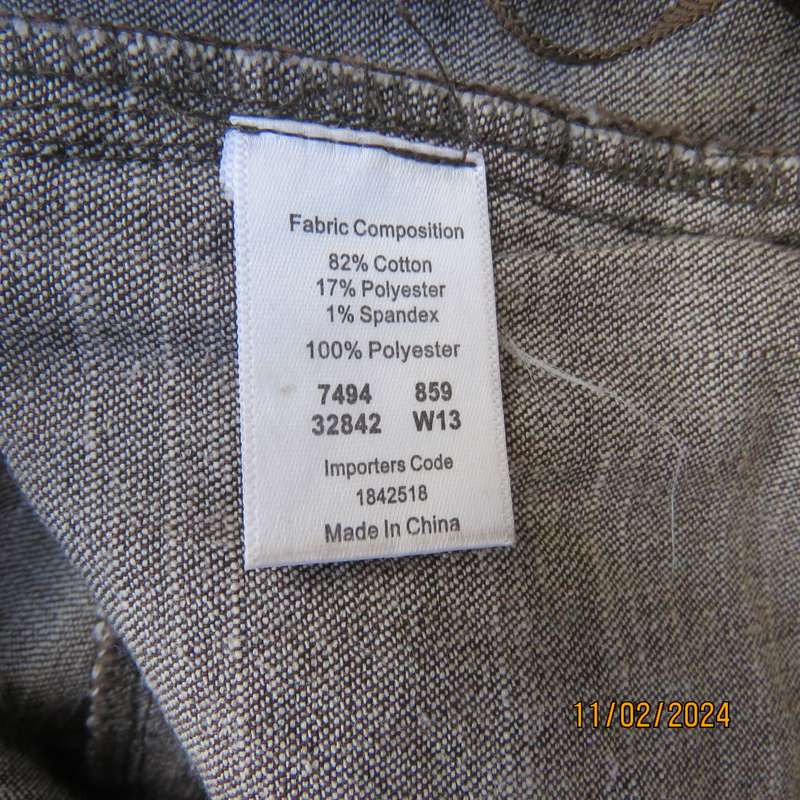 Fabric Composition
82% Cotton
17% Polyester
1% Spandex
100% Polyester
7494 859
32842 W13
Importers Code
1842518
Made In China
11/02/2024